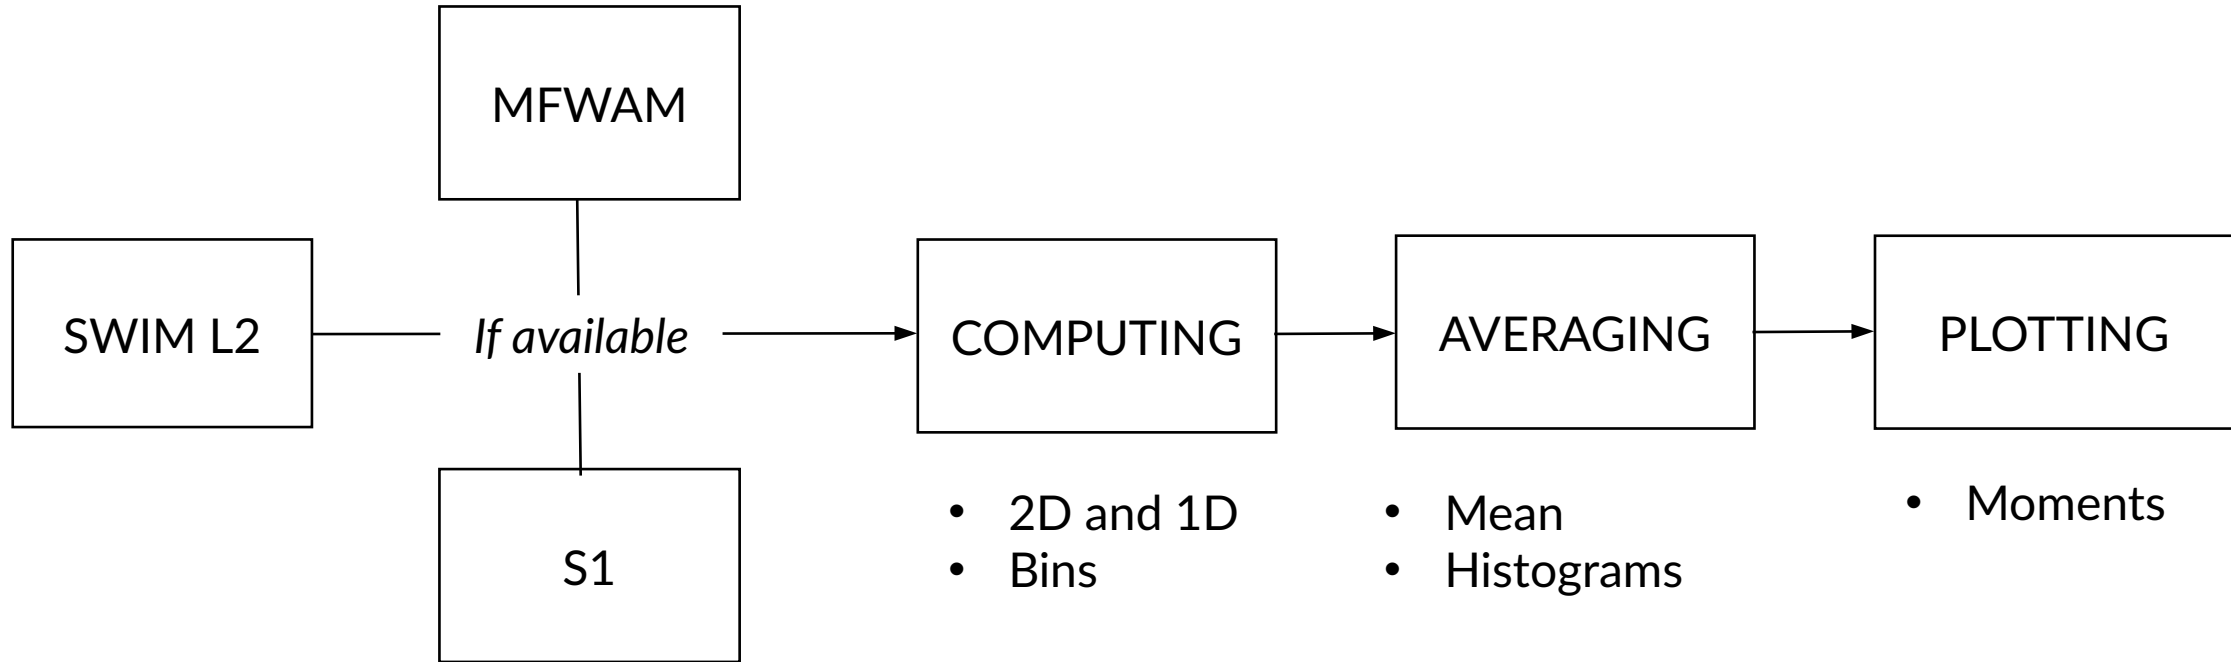 MFWAM
SWIM L2
If available
COMPUTING
AVERAGING
PLOTTING
S1
• 2D and 1D
• Bins
• Mean
• Histograms
• Moments